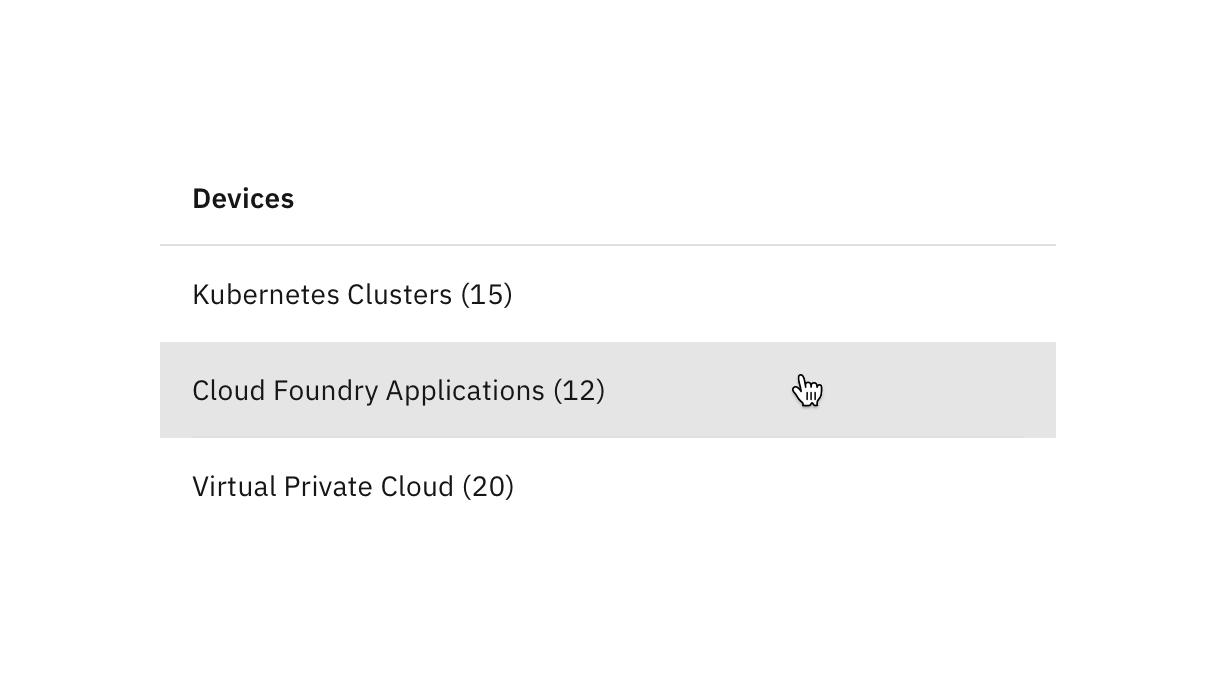 Devices
Kubernetes Clusters (15)
Cloud Foundry Applications (12)
Virtual Private Cloud (20)